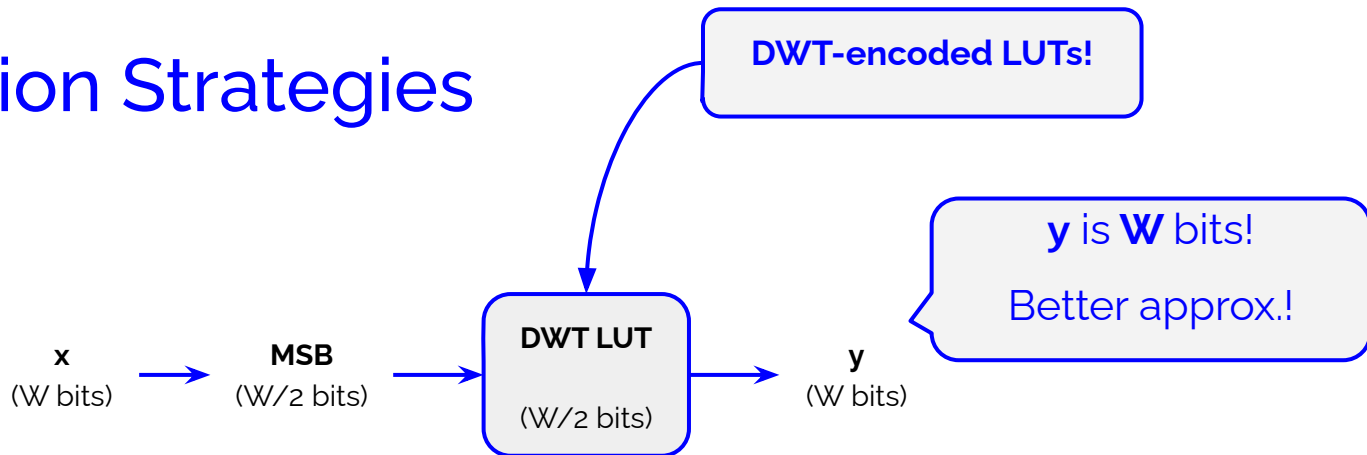 ion Strategies
DWT-encoded LUTs!
y is W bits!
Better approx.!
x
(W bits)
MSB
(W/2 bits)
DWT LUT
(W/2 bits)
y
(W bits)